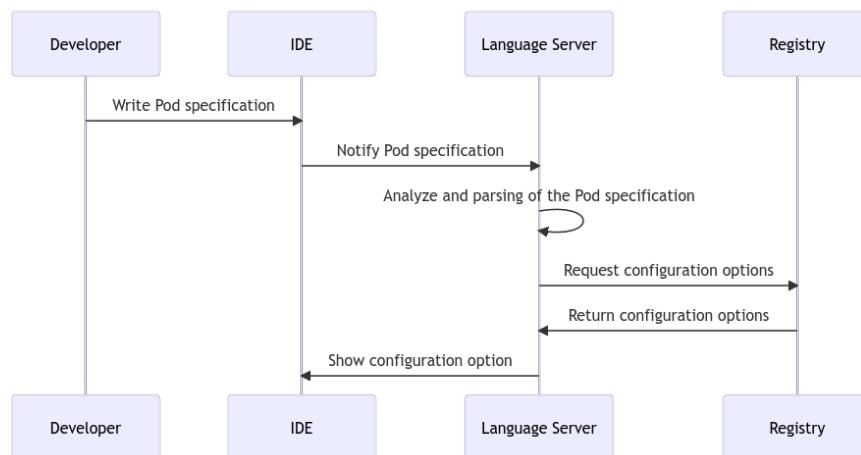 Developer
IDE
Language Server
Registry
Write Pod specification
Notify Pod specification
Analyze and parsing of the Pod specification
Request configuration options
Return configuration options
Show configuration option
Developer
IDE
Language Server
Registry